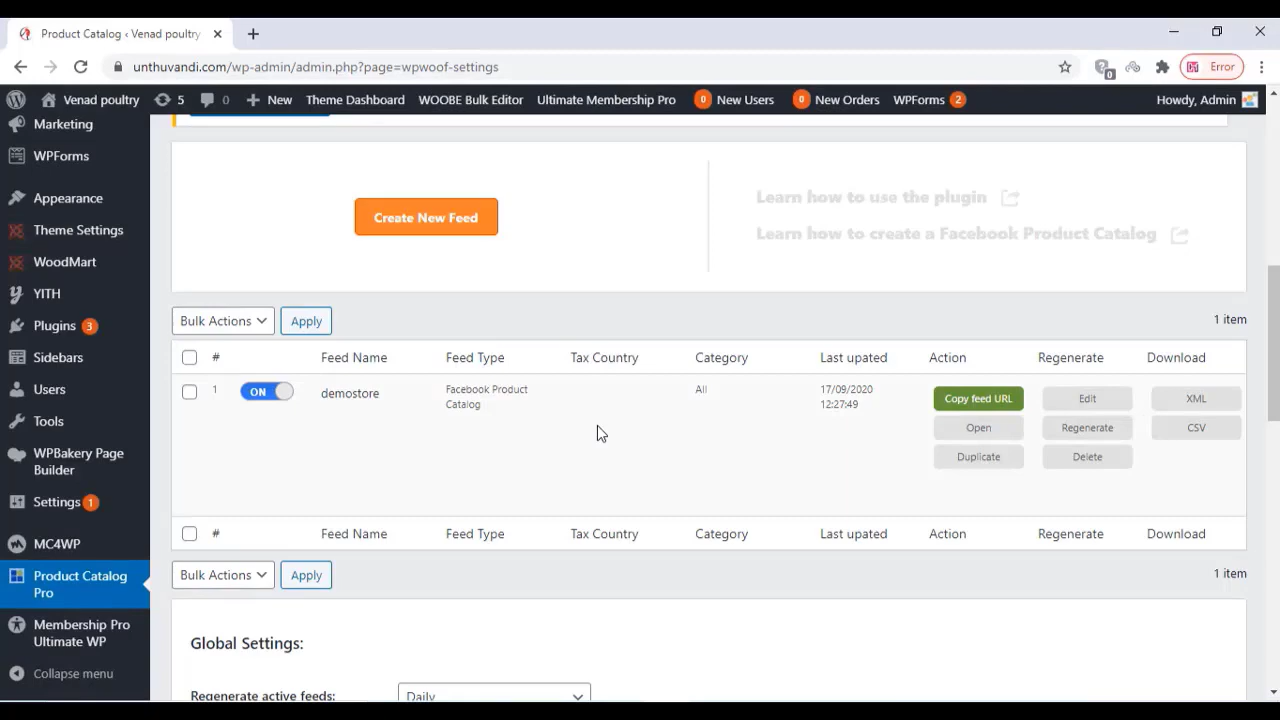 Product Catalog ‹ Venad poultry
unthuvandi.com/wp-admin/admin.php?page=wpwoof-settings
0
Error
Venad poultry 5 0 New Theme Dashboard WOOBE Bulk Editor Ultimate Membership Pro 0 New Users 0 New Orders WPForms 2 Howdy, Admin
Marketing
WPForms
Appearance
Theme Settings
WoodMart
YITH
Plugins 3
Sidebars
Users
Tools
WPBakery Page
Builder
Settings 1
MC4WP
Product Catalog
Pro
Membership Pro
Ultimate WP
Collapse menu
Create New Feed
Learn how to use the plugin
Learn how to create a Facebook Product Catalog
Bulk Actions Apply 1 item
# Feed Name Feed Type Tax Country Category Last upated Action Regenerate Download
1 ON demostore Facebook Product All 17/09/2020 Copy feed URL Edit XML
Catalog 12:27:49
Open Regenerate CSV
Duplicate Delete
# Feed Name Feed Type Tax Country Category Last upated Action Regenerate Download
Bulk Actions Apply 1 item
Global Settings:
Regenerate active feeds: Daily